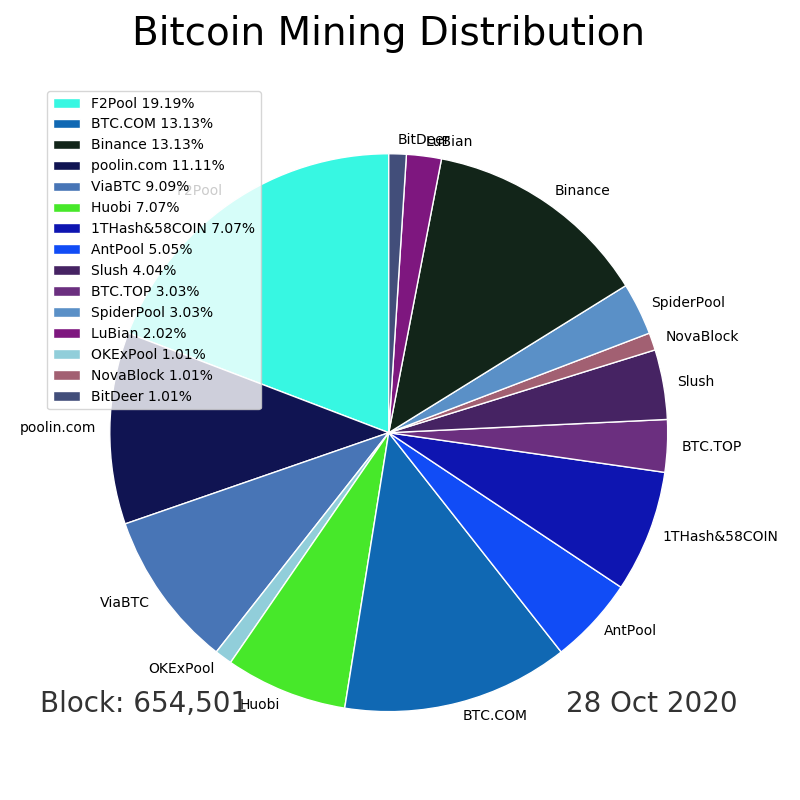 Bitcoin Mining Distribution
F2Pool 19.19%
BTC.COM 13.13%
Binance 13.13%
poolin.com 11.11%
ViaBTC 9.09%
Huobi 7.07%
1THash&58COIN 7.07%
AntPool 5.05%
Slush 4.04%
BTC.TOP 3.03%
SpiderPool 3.03%
LuBian 2.02%
OKExPool 1.01%
NovaBlock 1.01%
BitDeer 1.01%
BitDeer
LuBian
Binance
F2Pool
SpiderPool
NovaBlock
Slush
poolin.com
BTC.TOP
1THash&58COIN
ViaBTC
AntPool
OKExPool
Huobi
BTC.COM
Block: 654,501
28 Oct 2020